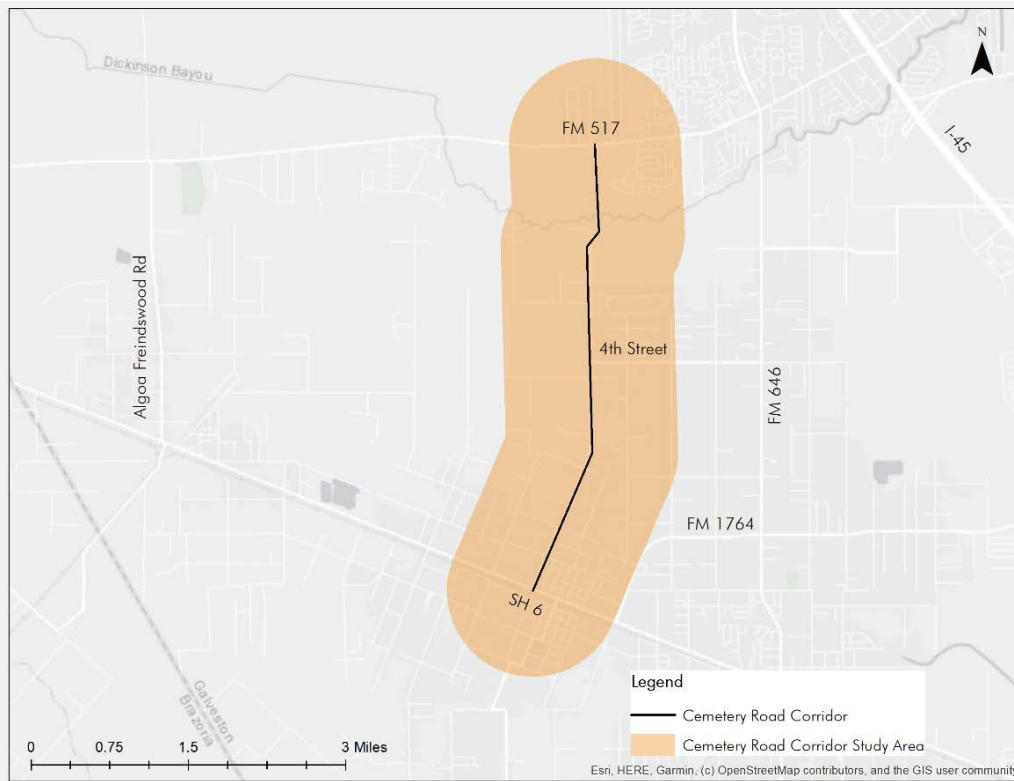 N
Dickinson Bayou
FM 517
I-45
Algoa Freindswood Rd
4th Street
FM 646
FM 1764
SH 6
Galveston
Brazoria
Legend
Cemetery Road Corridor
Cemetery Road Corridor Study Area
0 0.75 1.5 3 Miles
Esri, HERE, Garmin, (c) OpenStreetMap contributors, and the GIS user community